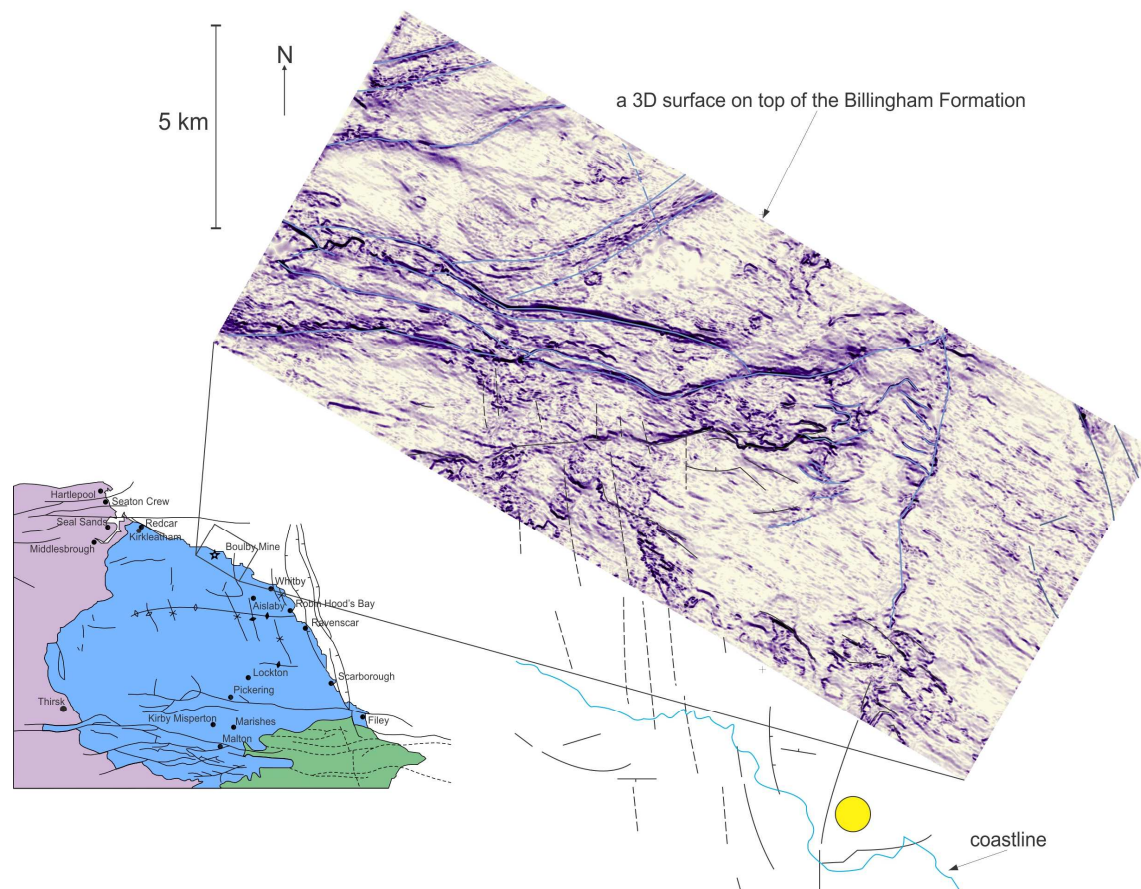 N
5 km
a 3D surface on top of the Billingham Formation
Hartlepool
Seaton Crew
Seal Sands
Redcar
Kirkleatham
Middlesbrough
Boulby Mine
Whitby
Aislaby
Robin Hood's Bay
Ravenscar
Lockton
Scarborough
Pickering
Thirsk
Kirby Misperton
Marishes
Filey
Malton
coastline